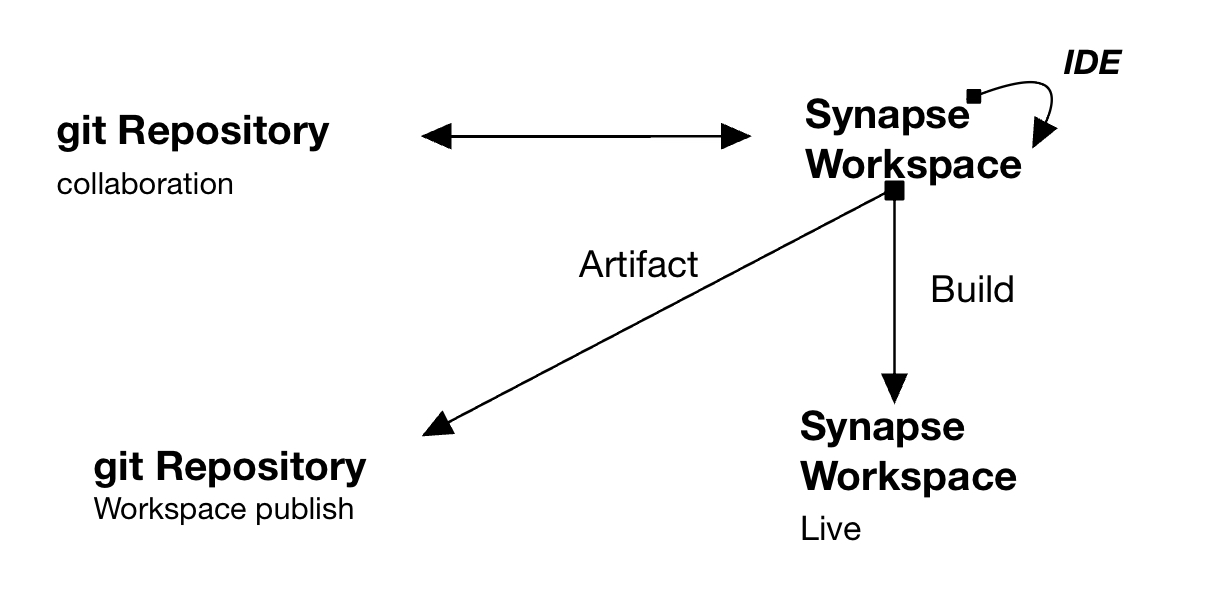 IDE
git Repository
collaboration
Synapse
Workspace
Artifact
Build
git Repository
Workspace publish
Synapse
Workspace
Live